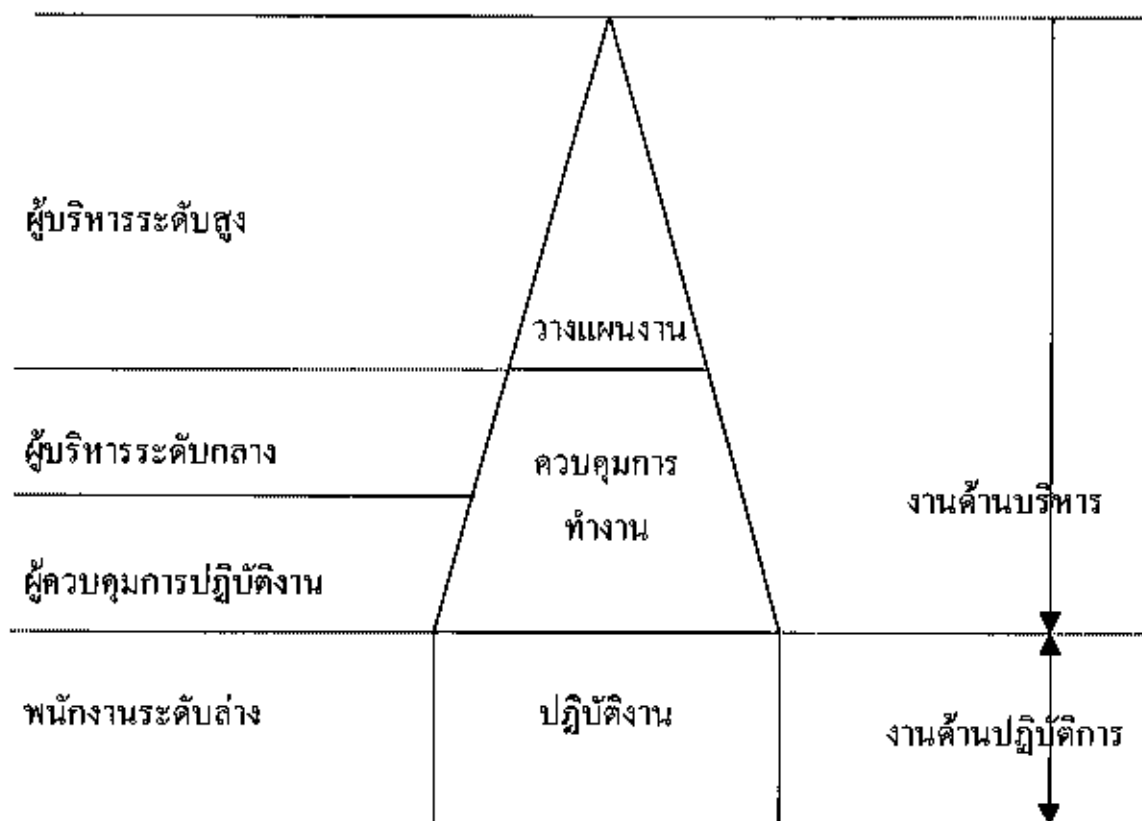 ผู้บริหารระดับสูง
วางแผนงาน
ผู้บริหารระดับกลาง
ควบคุมการ
ทำงาน
งานด้านบริหาร
ผู้ควบคุมการปฏิบัติงาน
พนักงานระดับล่าง
ปฏิบัติงาน
งานด้านปฏิบัติการ